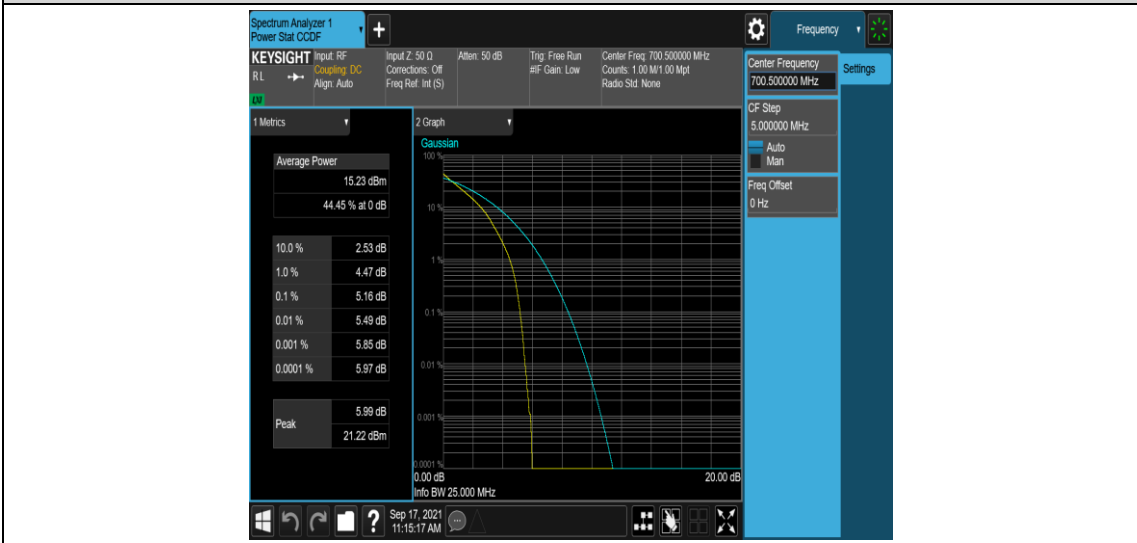 Spectrum Analyzer 1
Power Stat CCDF
+
Frequency
KEYSIGHT
R L
LXI
Input: RF
Coupling: DC
Align: Auto
Input Z: 50 Ω
Corrections: Off
Freq Ref: Int (S)
Atten: 50 dB
Trig: Free Run
#IF Gain: Low
Center Freq: 700.500000 MHz
Counts: 1.00 M/1.00 Mpt
Radio Std: None
Center Frequency
700.500000 MHz
Settings
CF Step
5.000000 MHz
Auto
Man
Freq Offset
0 Hz
1 Metrics
Average Power
15.23 dBm
44.45 % at 0 dB
10.0 % 2.53 dB
1.0 % 4.47 dB
0.1 % 5.16 dB
0.01 % 5.49 dB
0.001 % 5.85 dB
0.0001 % 5.97 dB
Peak 5.99 dB
21.22 dBm
2 Graph
Gaussian
100 %
10 %
1 %
0.1 %
0.01 %
0.001 %
0.0001 %
0.00 dB 20.00 dB
Info BW 25.000 MHz
?
Sep 17, 2021
11:15:17 AM